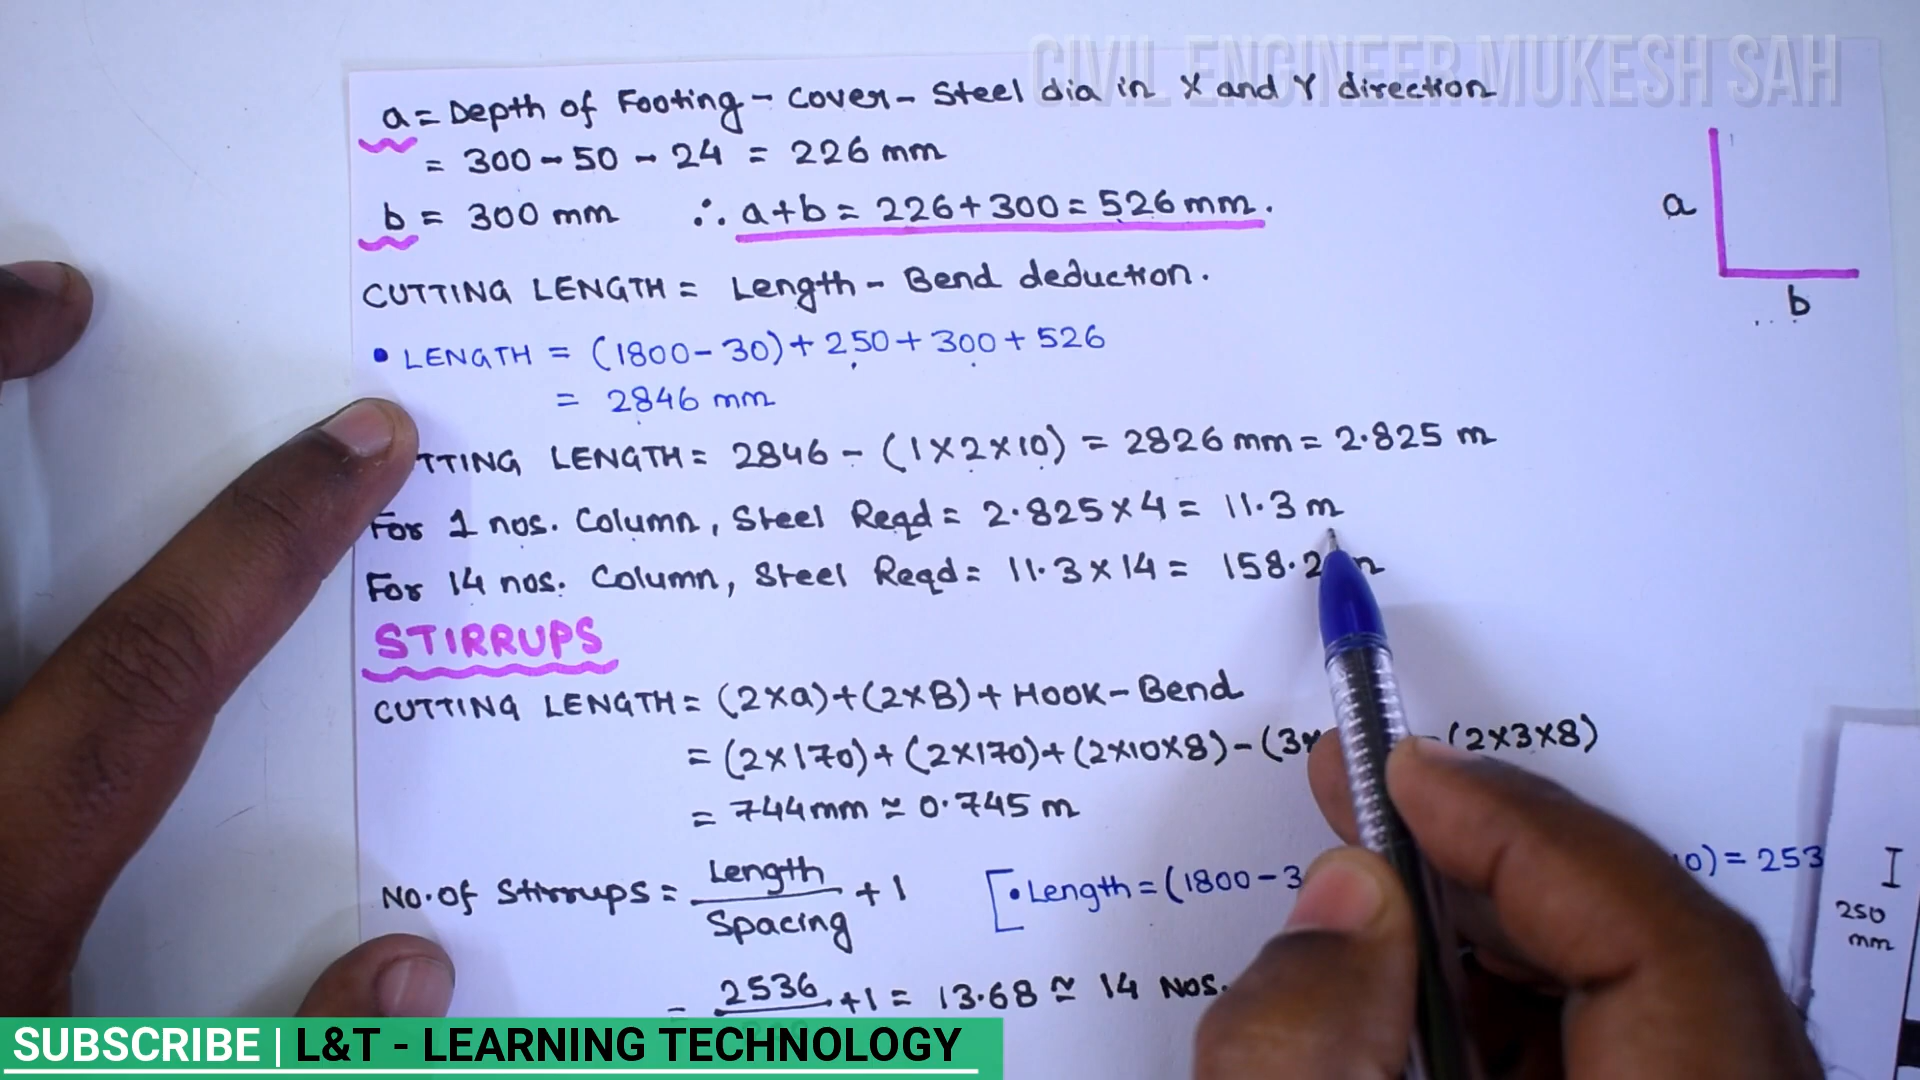 CIVIL ENGINEER MUKESH SAH
a = Depth of Footing - Cover - Steel dia in X and Y direction
= 300 - 50 - 24 = 226 mm
b = 300 mm ∴ a+b = 226+300 = 526 mm.
a
b
CUTTING LENGTH = Length - Bend deduction.
• LENGTH = (1800-30)+250+300+526
= 2846 mm
TTING LENGTH = 2846 - (1×2×10) = 2826 mm = 2.825 m
For 1 nos. Column, Steel Reqd = 2.825×4 = 11.3 m
For 14 nos. Column, Steel Reqd = 11.3×14 = 158.2
STIRRUPS
CUTTING LENGTH = (2×a)+(2×B)+Hook-Bend
= (2×170)+(2×170)+(2×10×8)-(3× -(2×3×8)
= 744mm ≃ 0.745 m
No. of Stirrups = Length / Spacing + 1 [• Length = (1800-3 0) = 253
= 2536 +1 = 13.68 ≃ 14 Nos.
I
250
mm
SUBSCRIBE | L&T - LEARNING TECHNOLOGY